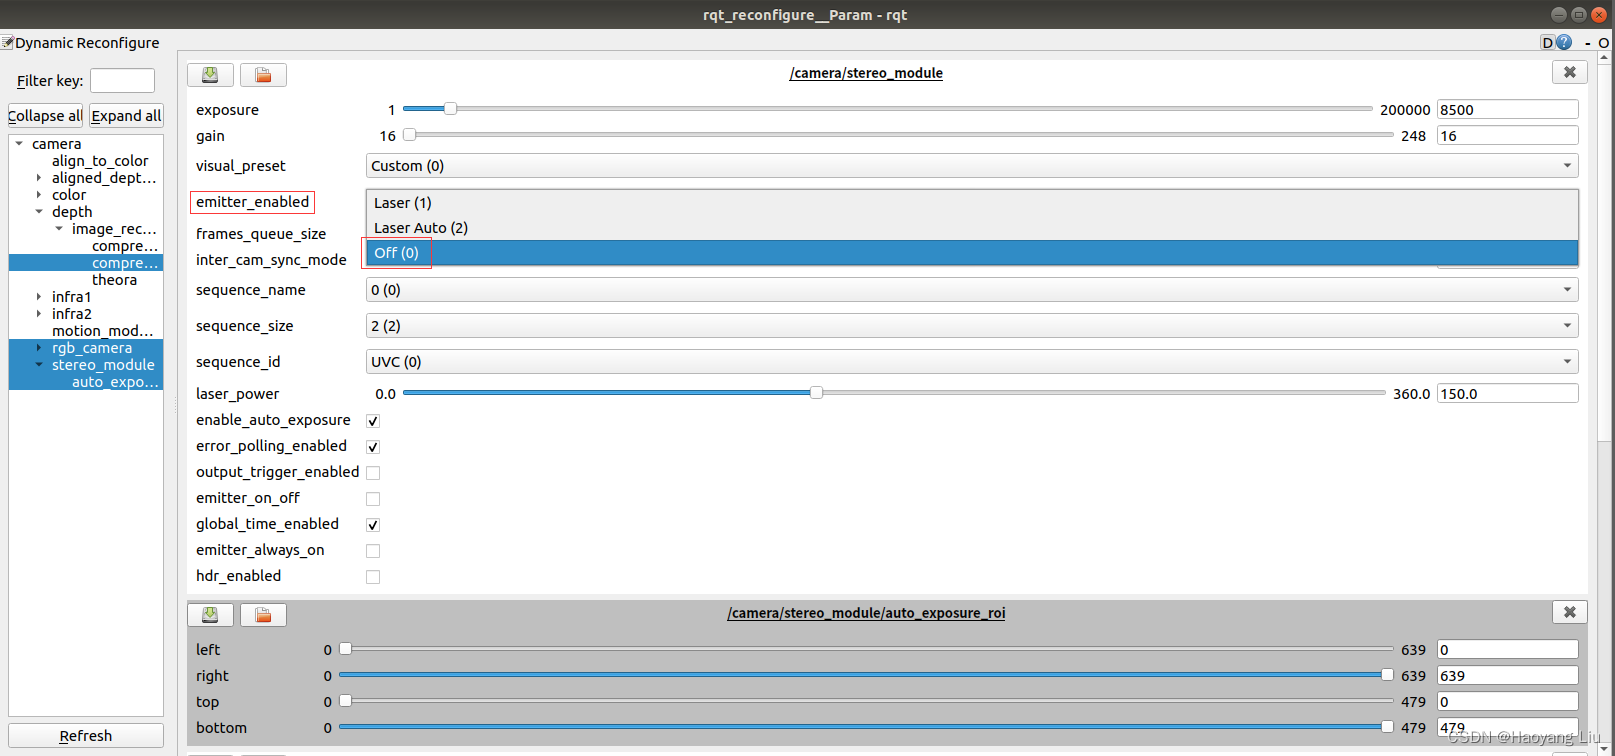 rqt_reconfigure__Param - rqt
Dynamic Reconfigure
D ? - O
Filter key:
Collapse all Expand all
camera
align_to_color
aligned_dept...
color
depth
image_rec...
compre...
compre...
theora
infra1
infra2
motion_mod...
rgb_camera
stereo_module
auto_expo...
Refresh
/camera/stereo_module
exposure 1 200000 8500
gain 16 248 16
visual_preset Custom (0)
emitter_enabled Laser (1)
Laser Auto (2)
frames_queue_size
Off (0)
inter_cam_sync_mode
sequence_name 0 (0)
sequence_size 2 (2)
sequence_id UVC (0)
laser_power 0.0 360.0 150.0
enable_auto_exposure
error_polling_enabled
output_trigger_enabled
emitter_on_off
global_time_enabled
emitter_always_on
hdr_enabled
/camera/stereo_module/auto_exposure_roi
left 0 639 0
right 0 639 639
top 0 479 0
bottom 0 479 479
CSDN @Haoyang Liu